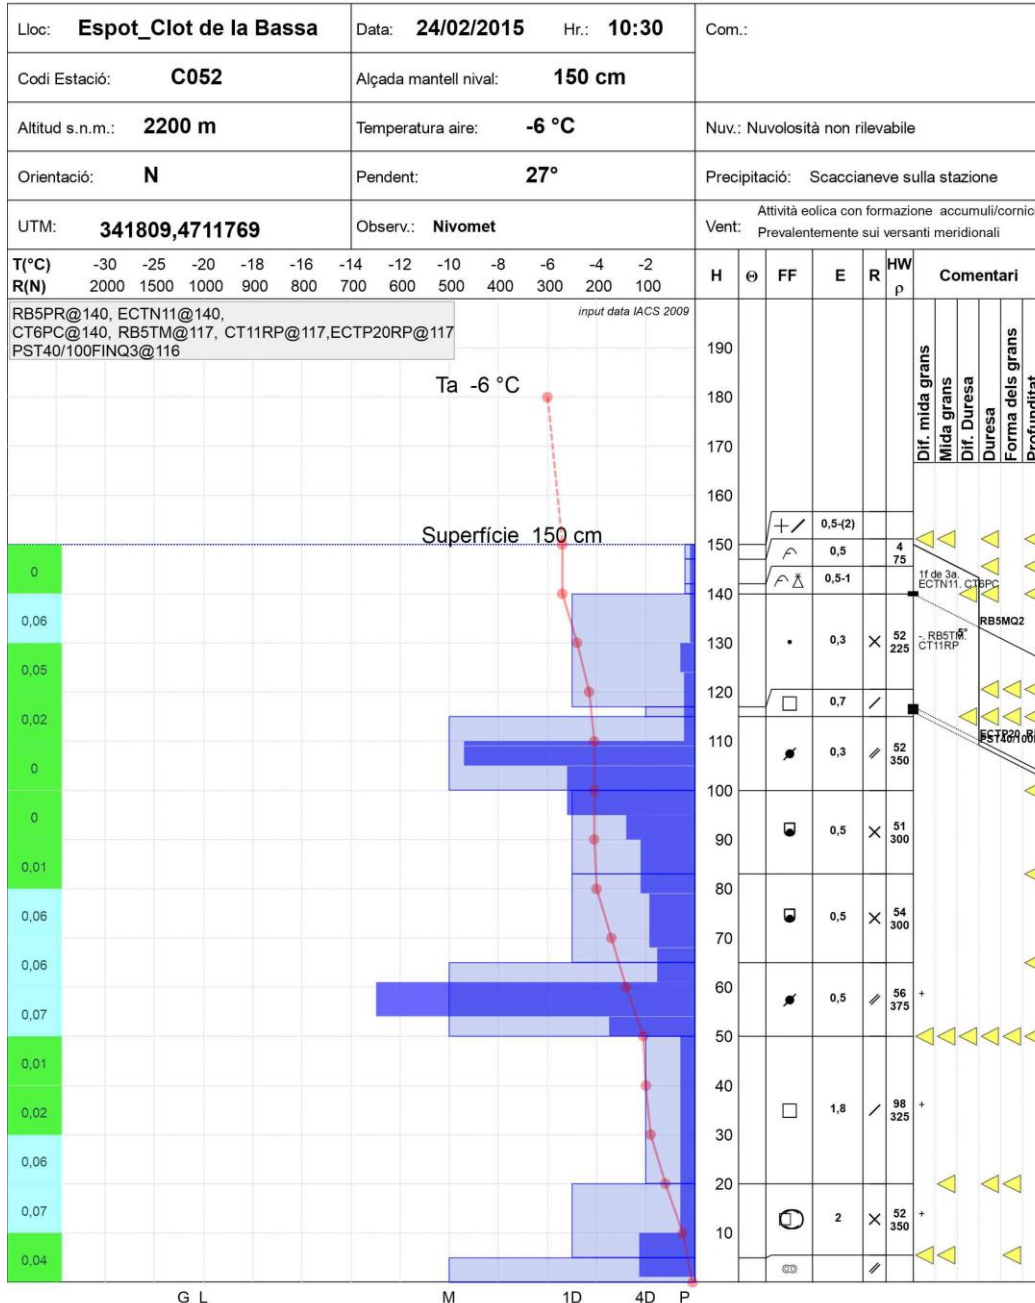 Lloc: Espot_Clot de la Bassa Data: 24/02/2015 Hr.: 10:30 Com.:
Codi Estació: C052 Alçada mantell nival: 150 cm
Altitud s.n.m.: 2200 m Temperatura aire: -6 °C Nuv.: Nuvolosità non rilevabile
Orientació: N Pendent: 27° Precipitació: Scaccianeve sulla stazione
UTM: 341809,4711769 Observ.: Nivomet Vent: Attività eolica con formazione accumuli/cornici
Prevalentemente sui versanti meridionali
T(°C) -30 -25 -20 -18 -16 -14 -12 -10 -8 -6 -4 -2
R(N) 2000 1500 1000 900 800 700 600 500 400 300 200 100
H Θ FF E R HW ρ Comentari
RB5PR@140, ECTN11@140,
CT6PC@140, RB5TM@117, CT11RP@117,ECTP20RP@117
PST40/100FINQ3@116
input data IACS 2009
Dif. mida grans
Mida grans
Dif. Duresa
Duresa
Forma dels grans
Profunditat
190
Ta -6 °C
180
170
160
Superfície 150 cm
0,5-(2)
150 0,5 4
75
0 0,5-1 1f de 3a.
ECTN11. CT6PC
140
0,06 RB5MQ2
130 0,3 52
225
-. RB5TM. 5°
CT11RP
0,05
120
0,7
0,02
ECTP20
PST40/100
110 0,3 52
350
0
100
0
90 0,5 51
300
0,01
80
0,06 0,5 54
300
70
0,06
60 0,5 56
375 +
0,07
50
0,01
40
0,02 1,8 98
325 +
30
0,06
20
0,07 2 52
350 +
10
0,04
G L M 1D 4D P